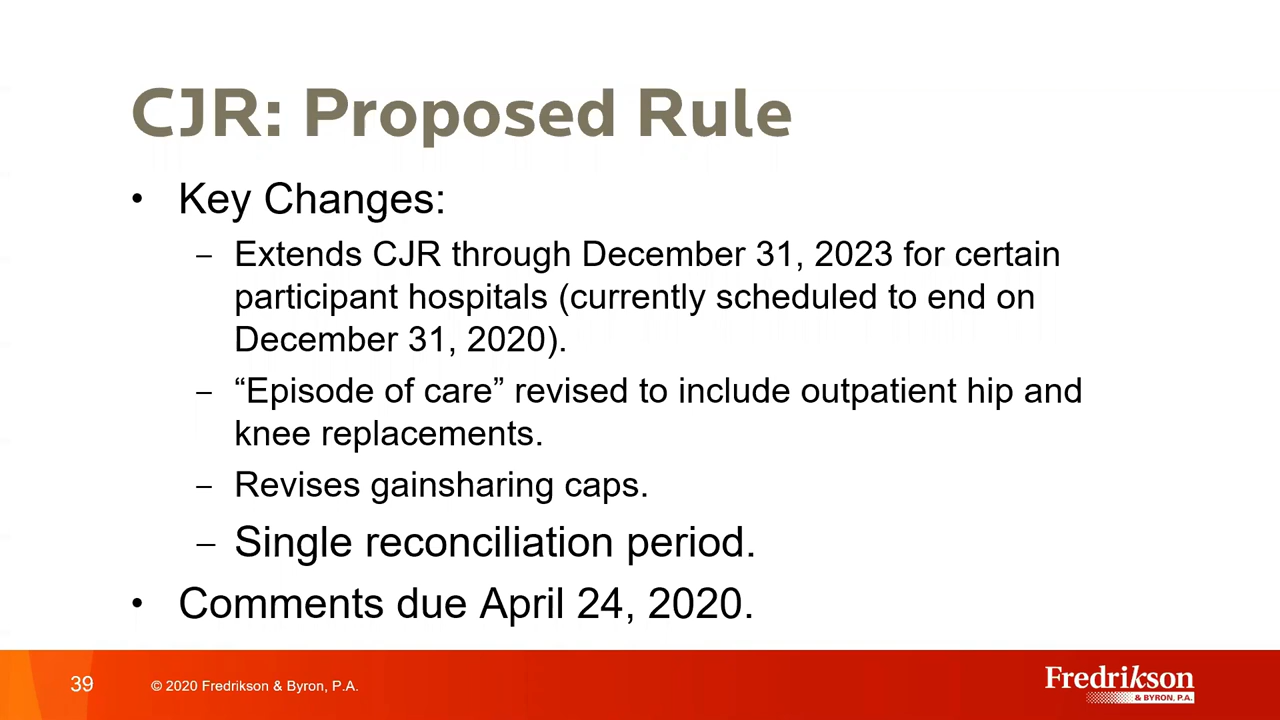 CJR: Proposed Rule
• Key Changes:
– Extends CJR through December 31, 2023 for certain
participant hospitals (currently scheduled to end on
December 31, 2020).
– “Episode of care” revised to include outpatient hip and
knee replacements.
– Revises gainsharing caps.
– Single reconciliation period.
• Comments due April 24, 2020.
39
© 2020 Fredrikson & Byron, P.A.
Fredrikson
& BYRON, P.A.